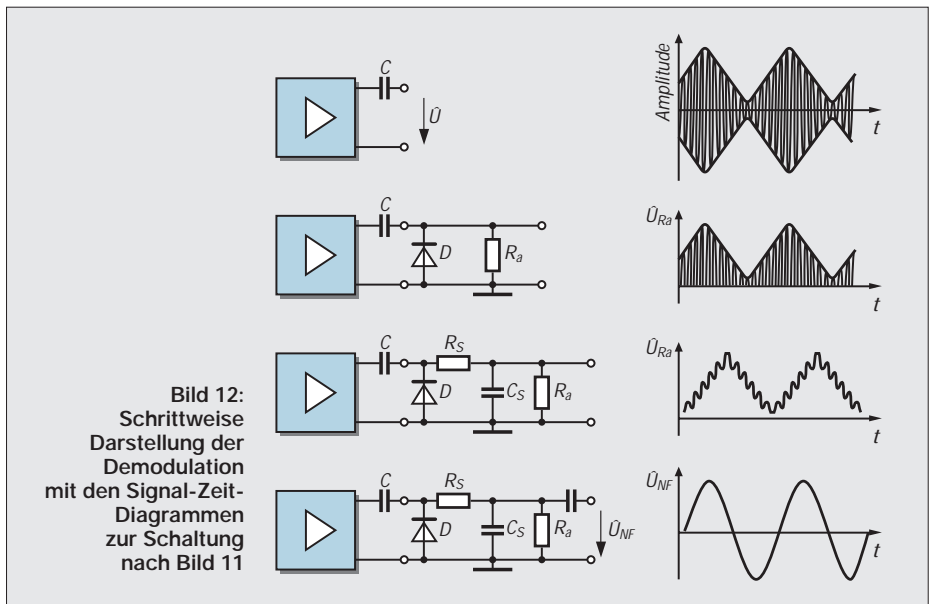 C
Û
Amplitude
t
C
D
Ra
ÛRa
t
C
RS
D
CS
Ra
ÛRa
t
C
RS
D
CS
Ra
ÛNF
ÛNF
t
Bild 12:
Schrittweise
Darstellung der
Demodulation
mit den Signal-Zeit-
Diagrammen
zur Schaltung
nach Bild 11